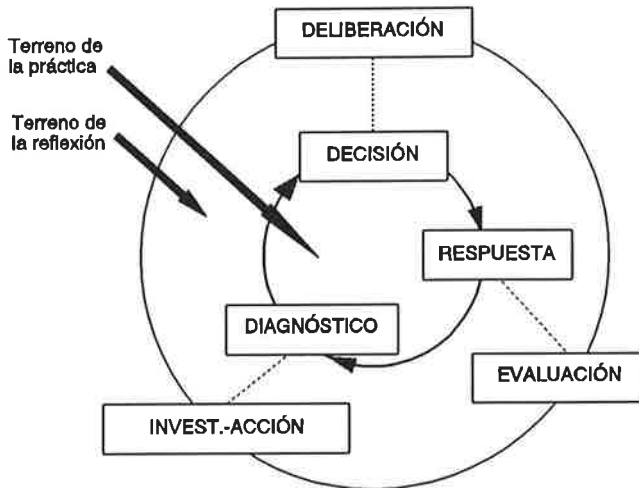 DELIBERACIÓN
Terreno de
la práctica
Terreno de
la reflexión
DECISIÓN
RESPUESTA
DIAGNÓSTICO
EVALUACIÓN
INVEST.-ACCIÓN